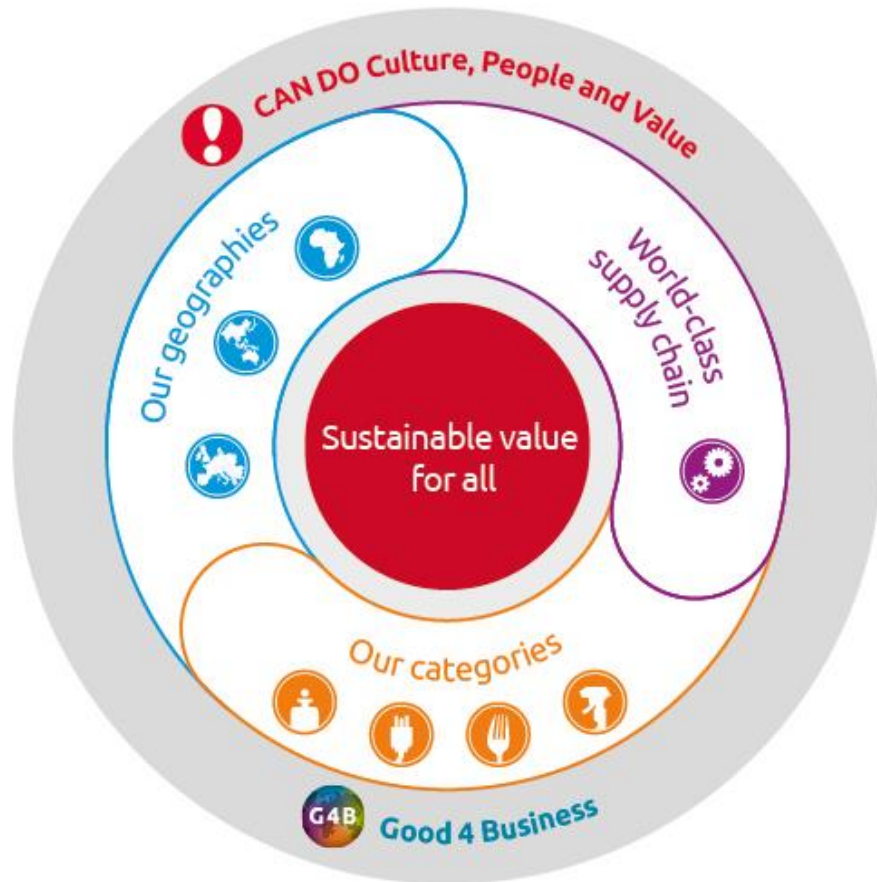 CAN DO Culture, People and Value
Our geographies
World-class
supply chain
Sustainable value
for all
Our categories
G4B
Good 4 Business